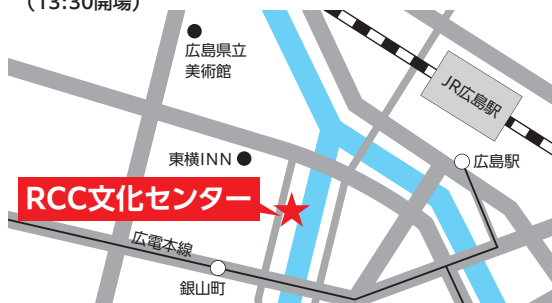 （13:30開場）
広島県立
美術館
JR広島駅
東横INN
広島駅
RCC文化センター
広電本線
銀山町